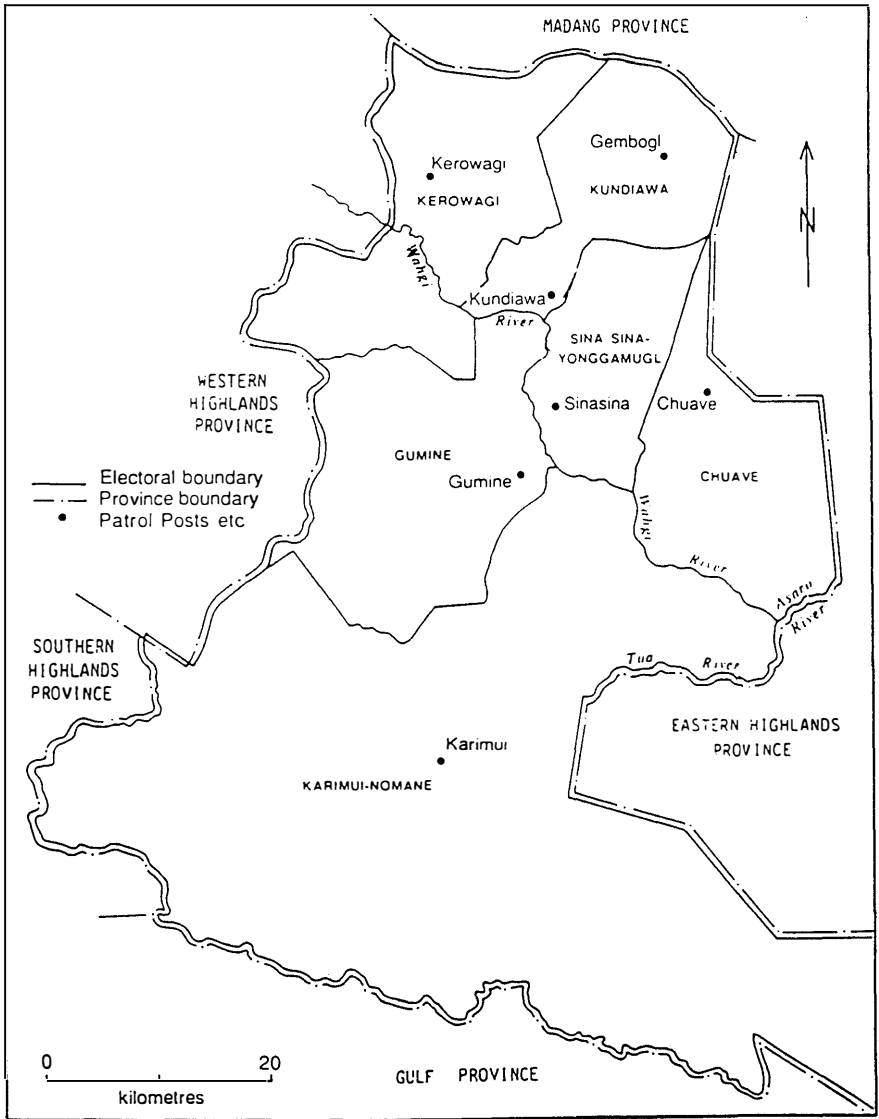 MADANG PROVINCE
Gembogl
Kerowagi
KUNDIAWA
KEROWAGI
N
Wahgi
Kundiawa
River
SINA SINA-
YONGGAMUGL
WESTERN
HIGHLANDS
PROVINCE
Sinasina
Chuave
GUMINE
Gumine
CHUAVE
Electoral boundary
Province boundary
Patrol Posts etc
Wahgi
River
Asaro
River
SOUTHERN
HIGHLANDS
PROVINCE
Tua River
EASTERN HIGHLANDS
PROVINCE
Karimui
KARIMUI-NOMANE
0 20
kilometres
GULF PROVINCE